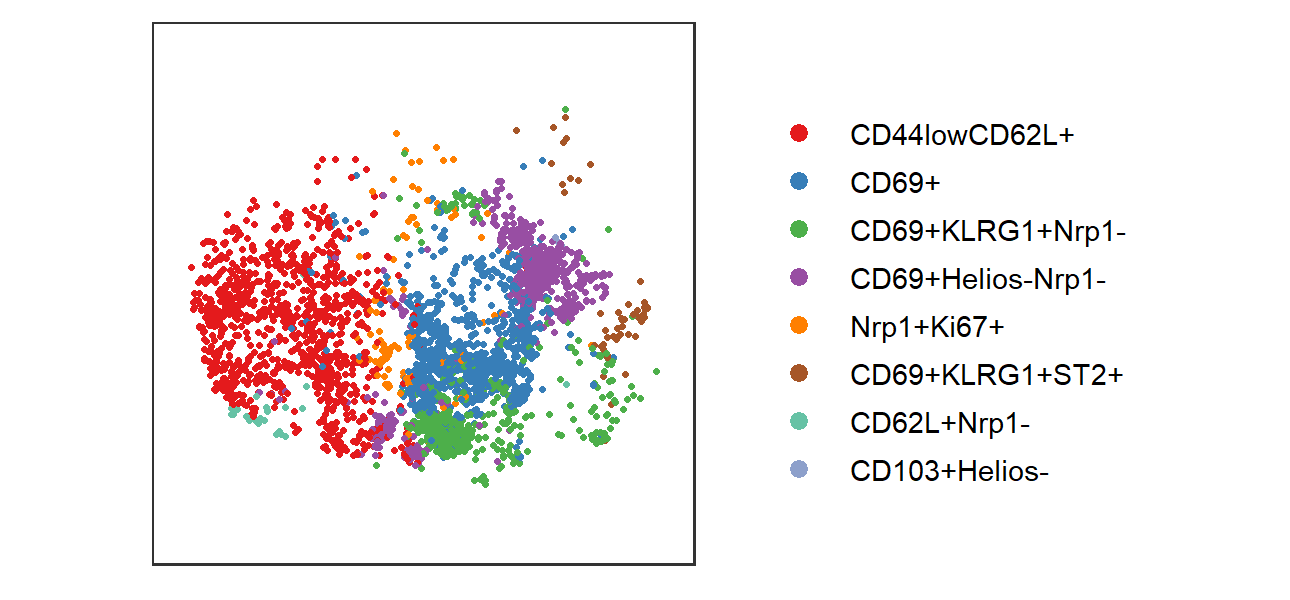 CD44lowCD62L+
CD69+
CD69+KLRG1+Nrp1-
CD69+Helios-Nrp1-
Nrp1+Ki67+
CD69+KLRG1+ST2+
CD62L+Nrp1-
CD103+Helios-